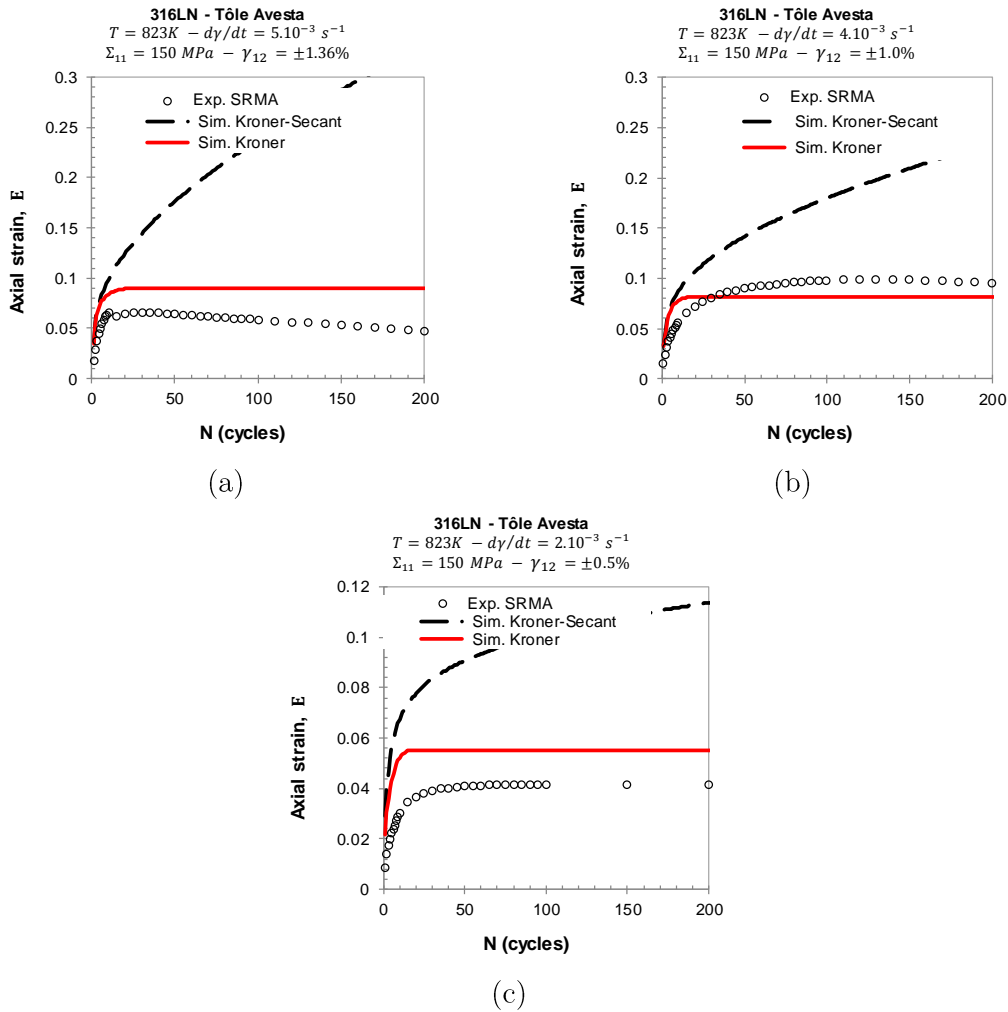 316LN - Tôle Avesta
T = 823K − dγ/dt = 5.10⁻³ s⁻¹
Σ₁₁ = 150 MPa − γ₁₂ = ±1.36%
0.3
0.25
0.2
0.15
0.1
0.05
0
Exp. SRMA
Sim. Kroner-Secant
Sim. Kroner
Axial strain, E
0 50 100 150 200
N (cycles)
(a)
316LN - Tôle Avesta
T = 823K − dγ/dt = 4.10⁻³ s⁻¹
Σ₁₁ = 150 MPa − γ₁₂ = ±1.0%
0.3
0.25
0.2
0.15
0.1
0.05
0
Exp. SRMA
Sim. Kroner-Secant
Sim. Kroner
Axial strain, E
0 50 100 150 200
N (cycles)
(b)
316LN - Tôle Avesta
T = 823K − dγ/dt = 2.10⁻³ s⁻¹
Σ₁₁ = 150 MPa − γ₁₂ = ±0.5%
0.12
0.1
0.08
0.06
0.04
0.02
0
Exp. SRMA
Sim. Kroner-Secant
Sim. Kroner
Axial strain, E
0 50 100 150 200
N (cycles)
(c)